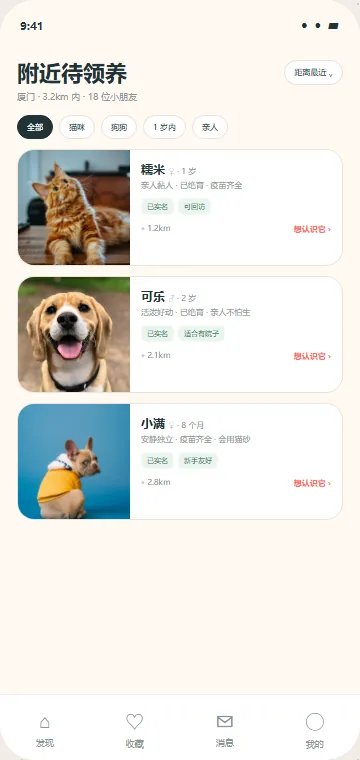 9:41
附近待领养
距离最近 ⌄
厦门 · 3.2km 内 · 18 位小朋友
全部 猫咪 狗狗 1 岁内 亲人
糯米 ♀ · 1 岁
亲人黏人 · 已绝育 · 疫苗齐全
已实名 可回访
1.2km 想认识它 ›
可乐 ♂ · 2 岁
活泼好动 · 已绝育 · 亲人不怕生
已实名 适合有院子
2.1km 想认识它 ›
小满 ♀ · 8 个月
安静独立 · 疫苗齐全 · 会用猫砂
已实名 新手友好
2.8km 想认识它 ›
发现 收藏 消息 我的